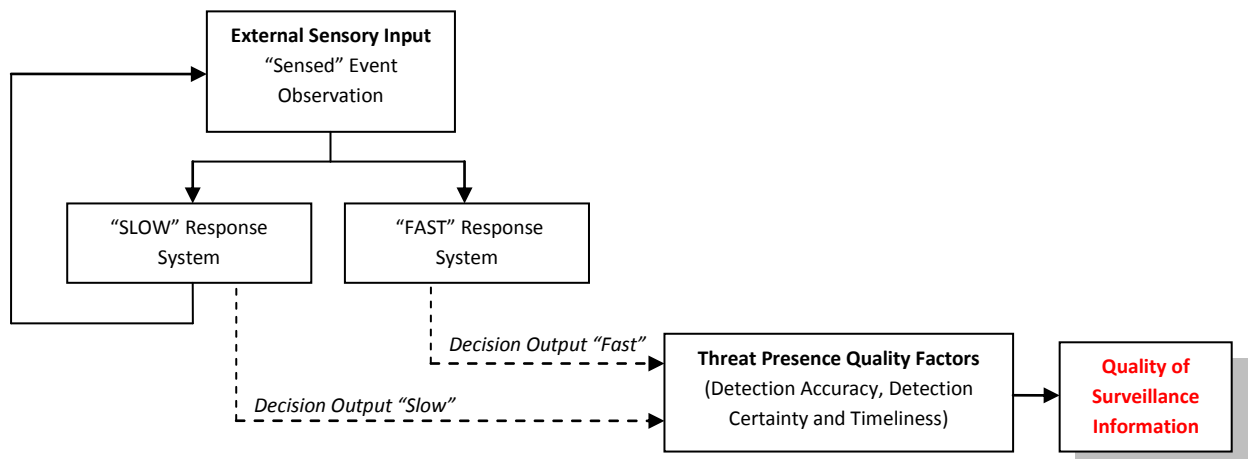 External Sensory Input
“Sensed” Event
Observation
“SLOW” Response
System
“FAST” Response
System
Decision Output “Fast”
Decision Output “Slow”
Threat Presence Quality Factors
(Detection Accuracy, Detection
Certainty and Timeliness)
Quality of
Surveillance
Information